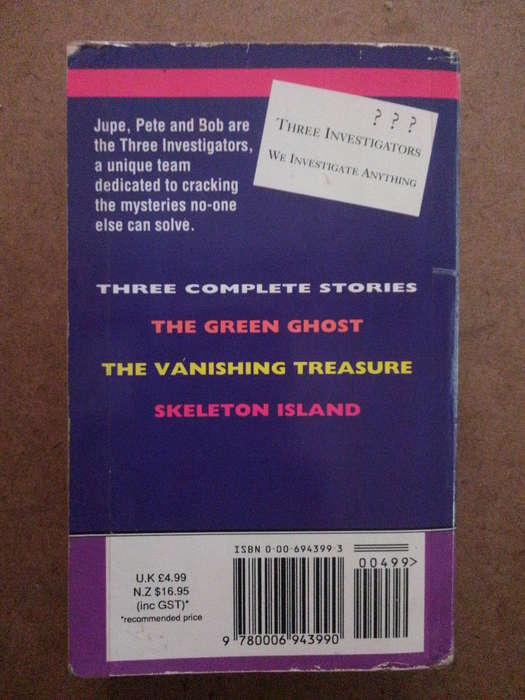 Jupe, Pete and Bob are
the Three Investigators,
a unique team
dedicated to cracking
the mysteries no-one
else can solve.
? ? ?
THREE INVESTIGATORS
WE INVESTIGATE ANYTHING
THREE COMPLETE STORIES
THE GREEN GHOST
THE VANISHING TREASURE
SKELETON ISLAND
U.K £4.99
N.Z $16.95
(inc GST)*
*recommended price
ISBN 0-00-694399-3
00499>
9 780006 943990